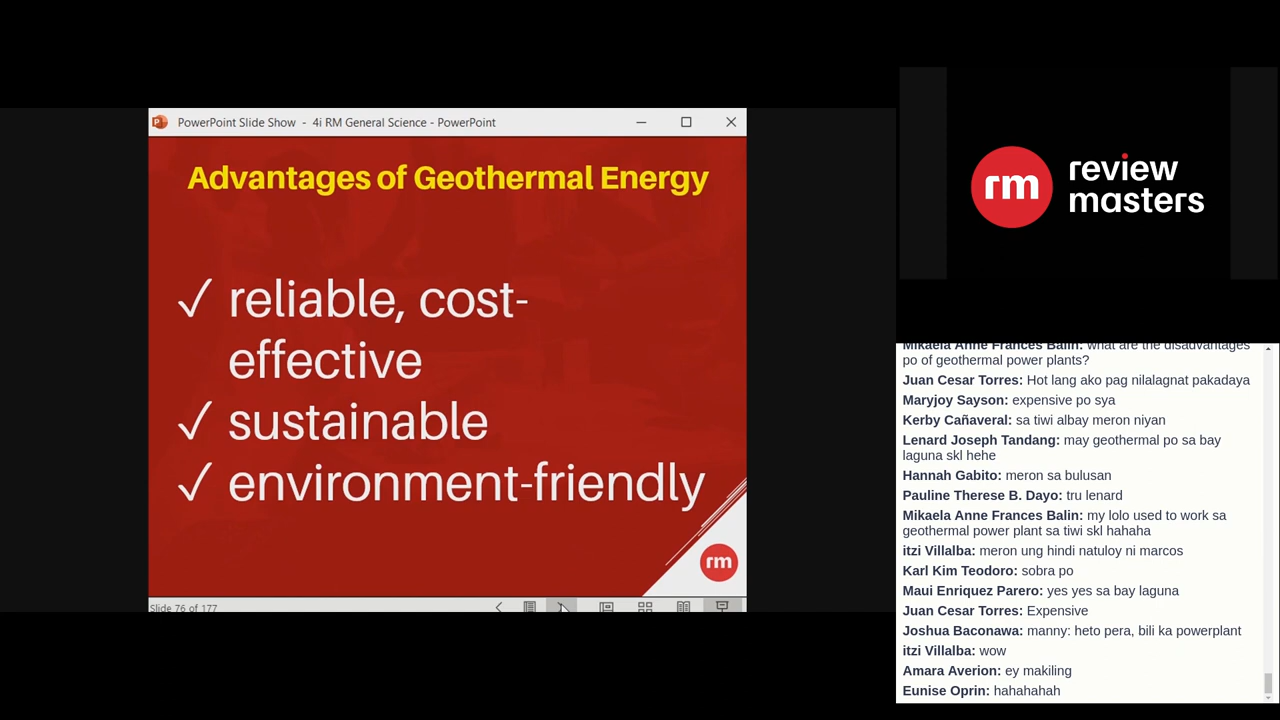 PowerPoint Slide Show - 4i RM General Science - PowerPoint
Advantages of Geothermal Energy
✓ reliable, cost-
effective
✓ sustainable
✓ environment-friendly
rm
Slide 76 of 177
rm
review
masters
Mikaela Anne Frances Balin: what are the disadvantages
po of geothermal power plants?
Juan Cesar Torres: Hot lang ako pag nilalagnat pakadaya
Maryjoy Sayson: expensive po sya
Kerby Cañaveral: sa tiwi albay meron niyan
Lenard Joseph Tandang: may geothermal po sa bay
laguna skl hehe
Hannah Gabito: meron sa bulusan
Pauline Therese B. Dayo: tru lenard
Mikaela Anne Frances Balin: my lolo used to work sa
geothermal power plant sa tiwi skl hahaha
itzi Villalba: meron ung hindi natuloy ni marcos
Karl Kim Teodoro: sobra po
Maui Enriquez Parero: yes yes sa bay laguna
Juan Cesar Torres: Expensive
Joshua Baconawa: manny: heto pera, bili ka powerplant
itzi Villalba: wow
Amara Averion: ey makiling
Eunise Oprin: hahahahah